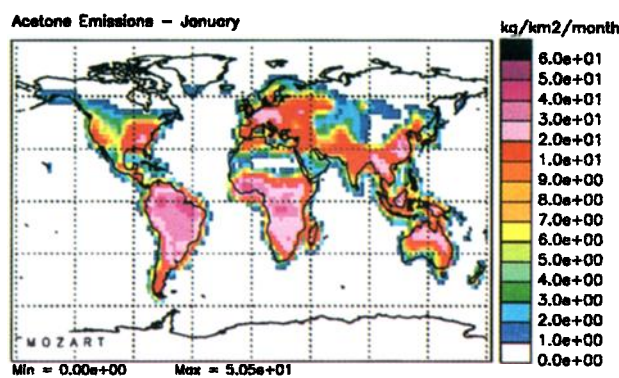 Acetone Emissions - January
kg/km2/month
6.0e+01
5.0e+01
4.0e+01
3.0e+01
2.0e+01
1.0e+01
9.0e+00
8.0e+00
7.0e+00
6.0e+00
5.0e+00
4.0e+00
3.0e+00
2.0e+00
1.0e+00
0.0e+00
MOZART
Min = 0.00e+00 Max = 5.05e+01